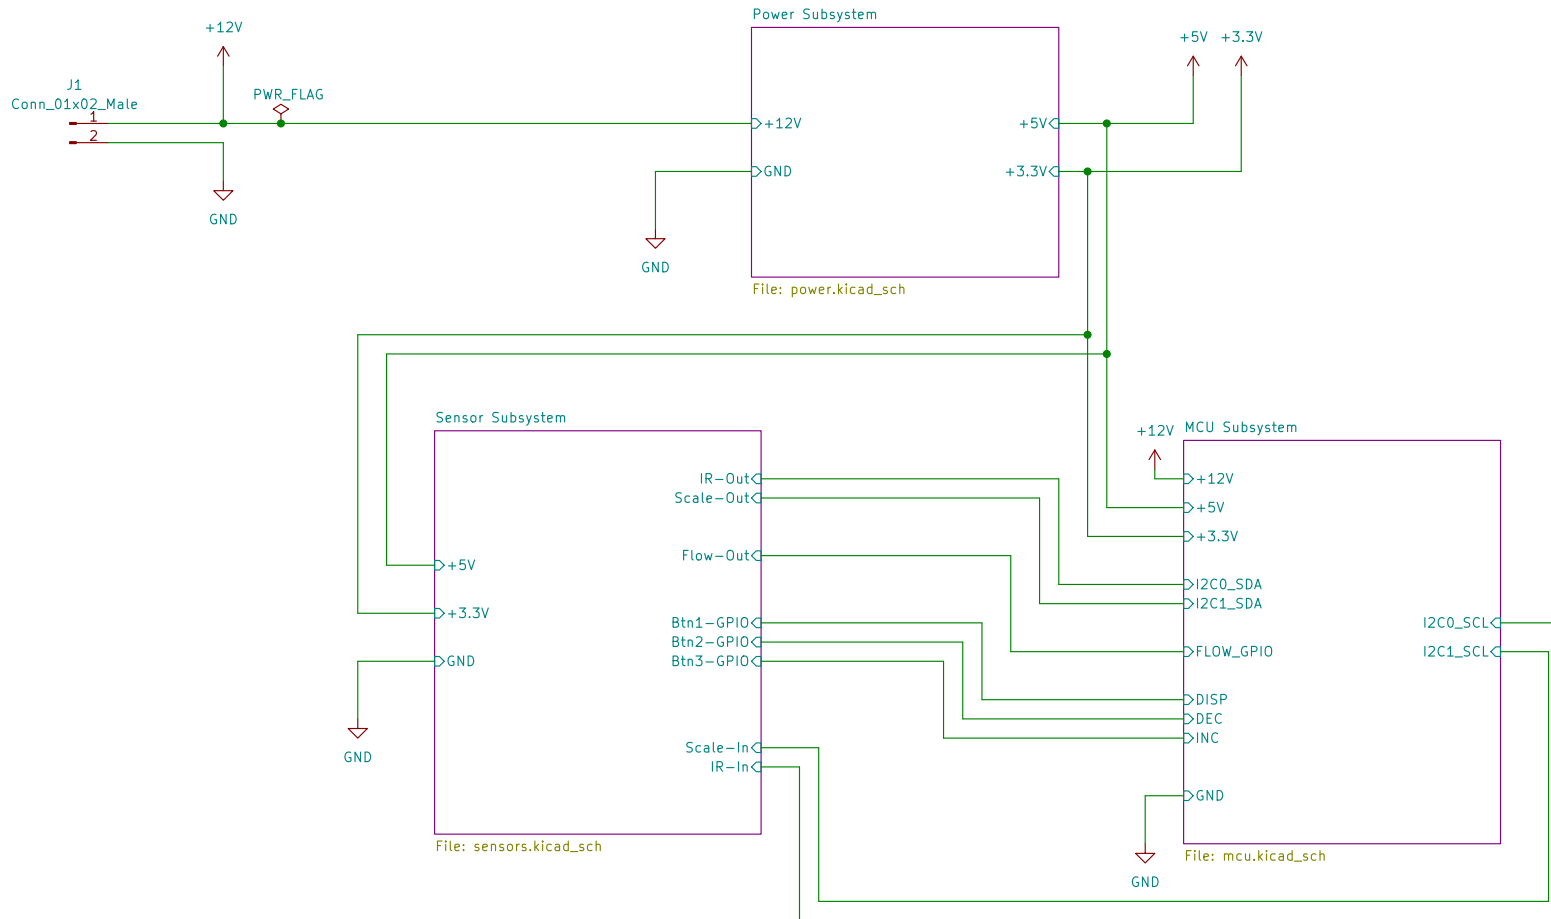 Power Subsystem
+12V
+5V
+3.3V
J1
Conn_01x02_Male
PWR_FLAG
1
2
+12V
+5V
GND
+3.3V
GND
GND
File: power.kicad_sch
Sensor Subsystem
MCU Subsystem
+12V
IR-Out
Scale-Out
Flow-Out
+5V
+3.3V
Btn1-GPIO
Btn2-GPIO
Btn3-GPIO
GND
GND
Scale-In
IR-In
File: sensors.kicad_sch
+12V
+5V
+3.3V
I2C0_SDA
I2C1_SDA
I2C0_SCL
I2C1_SCL
FLOW_GPIO
DISP
DEC
INC
GND
GND
File: mcu.kicad_sch